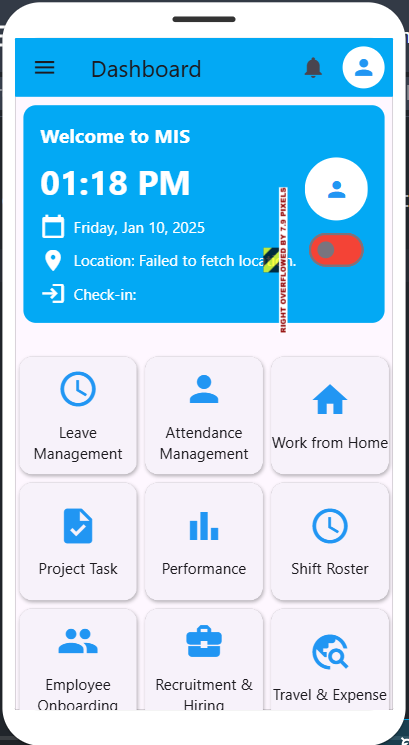 Dashboard
Welcome to MIS
01:18 PM
Friday, Jan 10, 2025
Location: Failed to fetch location.
Check-in:
RIGHT OVERFLOWED BY 7.9 PIXELS
Leave
Management
Attendance
Management
Work from Home
Project Task
Performance
Shift Roster
Employee
Onboarding
Recruitment &
Hiring
Travel & Expense